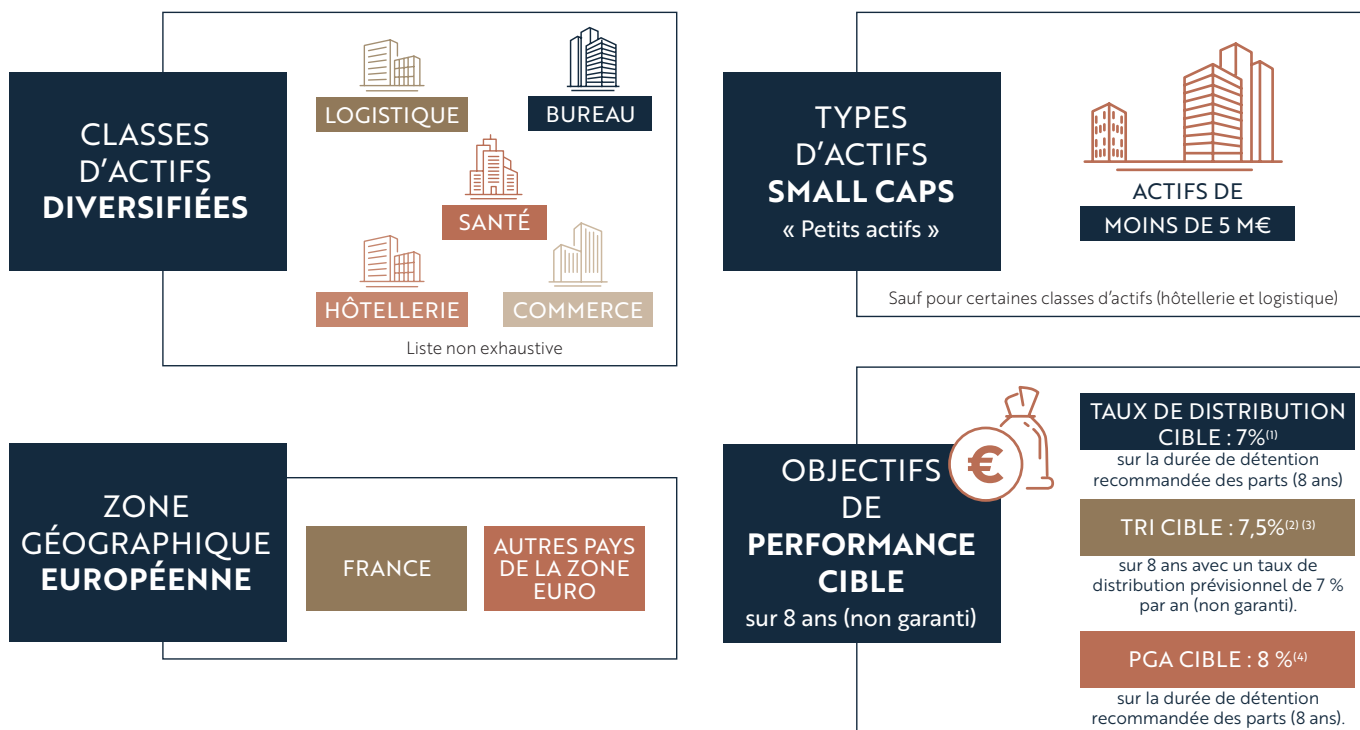 CLASSES
D'ACTIFS
DIVERSIFIÉES
LOGISTIQUE
BUREAU
SANTÉ
HÔTELLERIE
COMMERCE
Liste non exhaustive
TYPES
D'ACTIFS
SMALL CAPS
« Petits actifs »
ACTIFS DE
MOINS DE 5 M€
Sauf pour certaines classes d'actifs (hôtellerie et logistique)
ZONE
GÉOGRAPHIQUE
EUROPÉENNE
FRANCE
AUTRES PAYS
DE LA ZONE
EURO
OBJECTIFS
DE
PERFORMANCE
CIBLE
sur 8 ans (non garanti)
€
TAUX DE DISTRIBUTION
CIBLE : 7%(1)
sur la durée de détention
recommandée des parts (8 ans)
TRI CIBLE : 7,5%(2) (3)
sur 8 ans avec un taux de
distribution prévisionnel de 7 %
par an (non garanti).
PGA CIBLE : 8 %(4)
sur la durée de détention
recommandée des parts (8 ans).